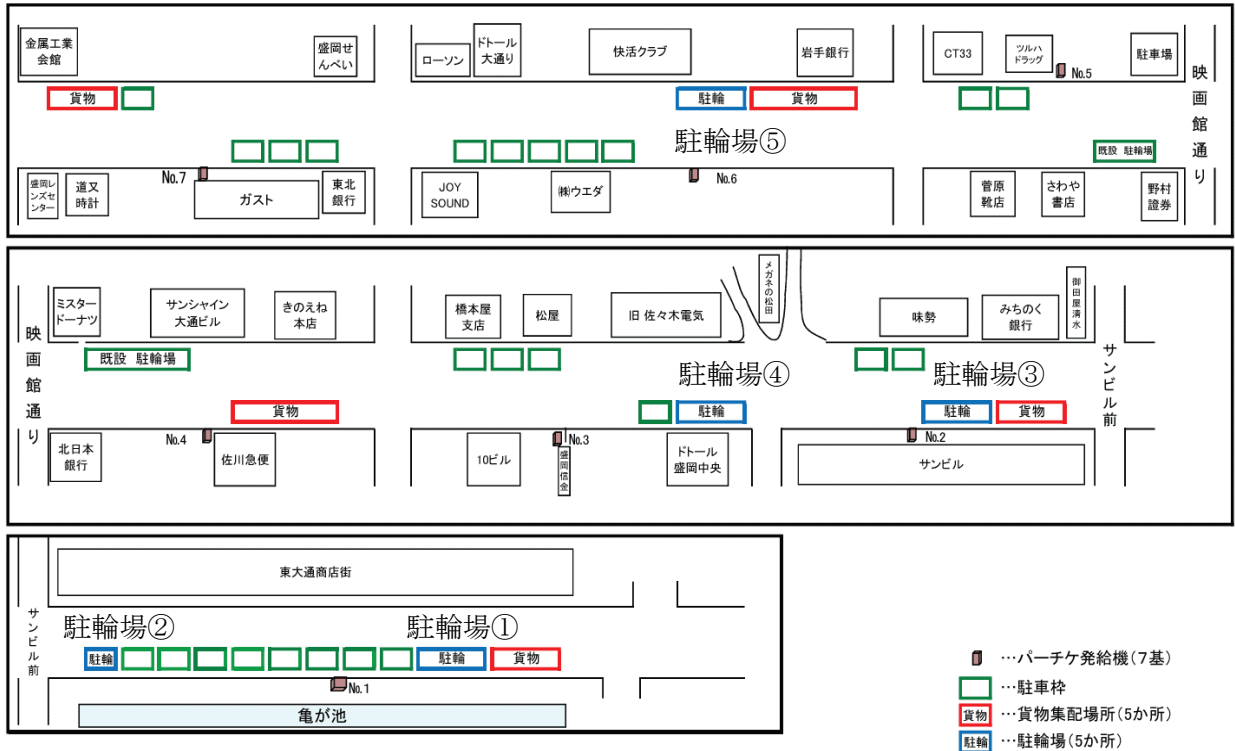 金属工業
会館
盛岡せ
んべい
ローソン
ドトール
大通り
快活クラブ
岩手銀行
CT33
ツルハ
ドラッグ
No.5
駐車場
映画館通り
貨物
駐輪
貨物
駐輪場⑤
既設 駐輪場
No.7
No.6
盛岡レ
ンズセ
ンター
道又
時計
ガスト
東北
銀行
JOY
SOUND
㈱ウエダ
菅原
靴店
さわや
書店
野村
證券
映画館通り
ミスター
ドーナツ
サンシャイン
大通ビル
きのえね
本店
橋本屋
支店
松屋
旧 佐々木電気
メガネの松田
味勢
みちのく
銀行
御田屋清水
サンビル前
既設 駐輪場
駐輪場④
駐輪場③
貨物
駐輪
駐輪
貨物
No.4
No.3
No.2
北日本
銀行
佐川急便
10ビル
盛岡信金
ドトール
盛岡中央
サンビル
サンビル前
東大通商店街
駐輪場②
駐輪場①
駐輪
駐輪
貨物
No.1
亀が池
…パーチケ発給機(7基)
…駐車枠
貨物 …貨物集配場所(5か所)
駐輪 …駐輪場(5か所)